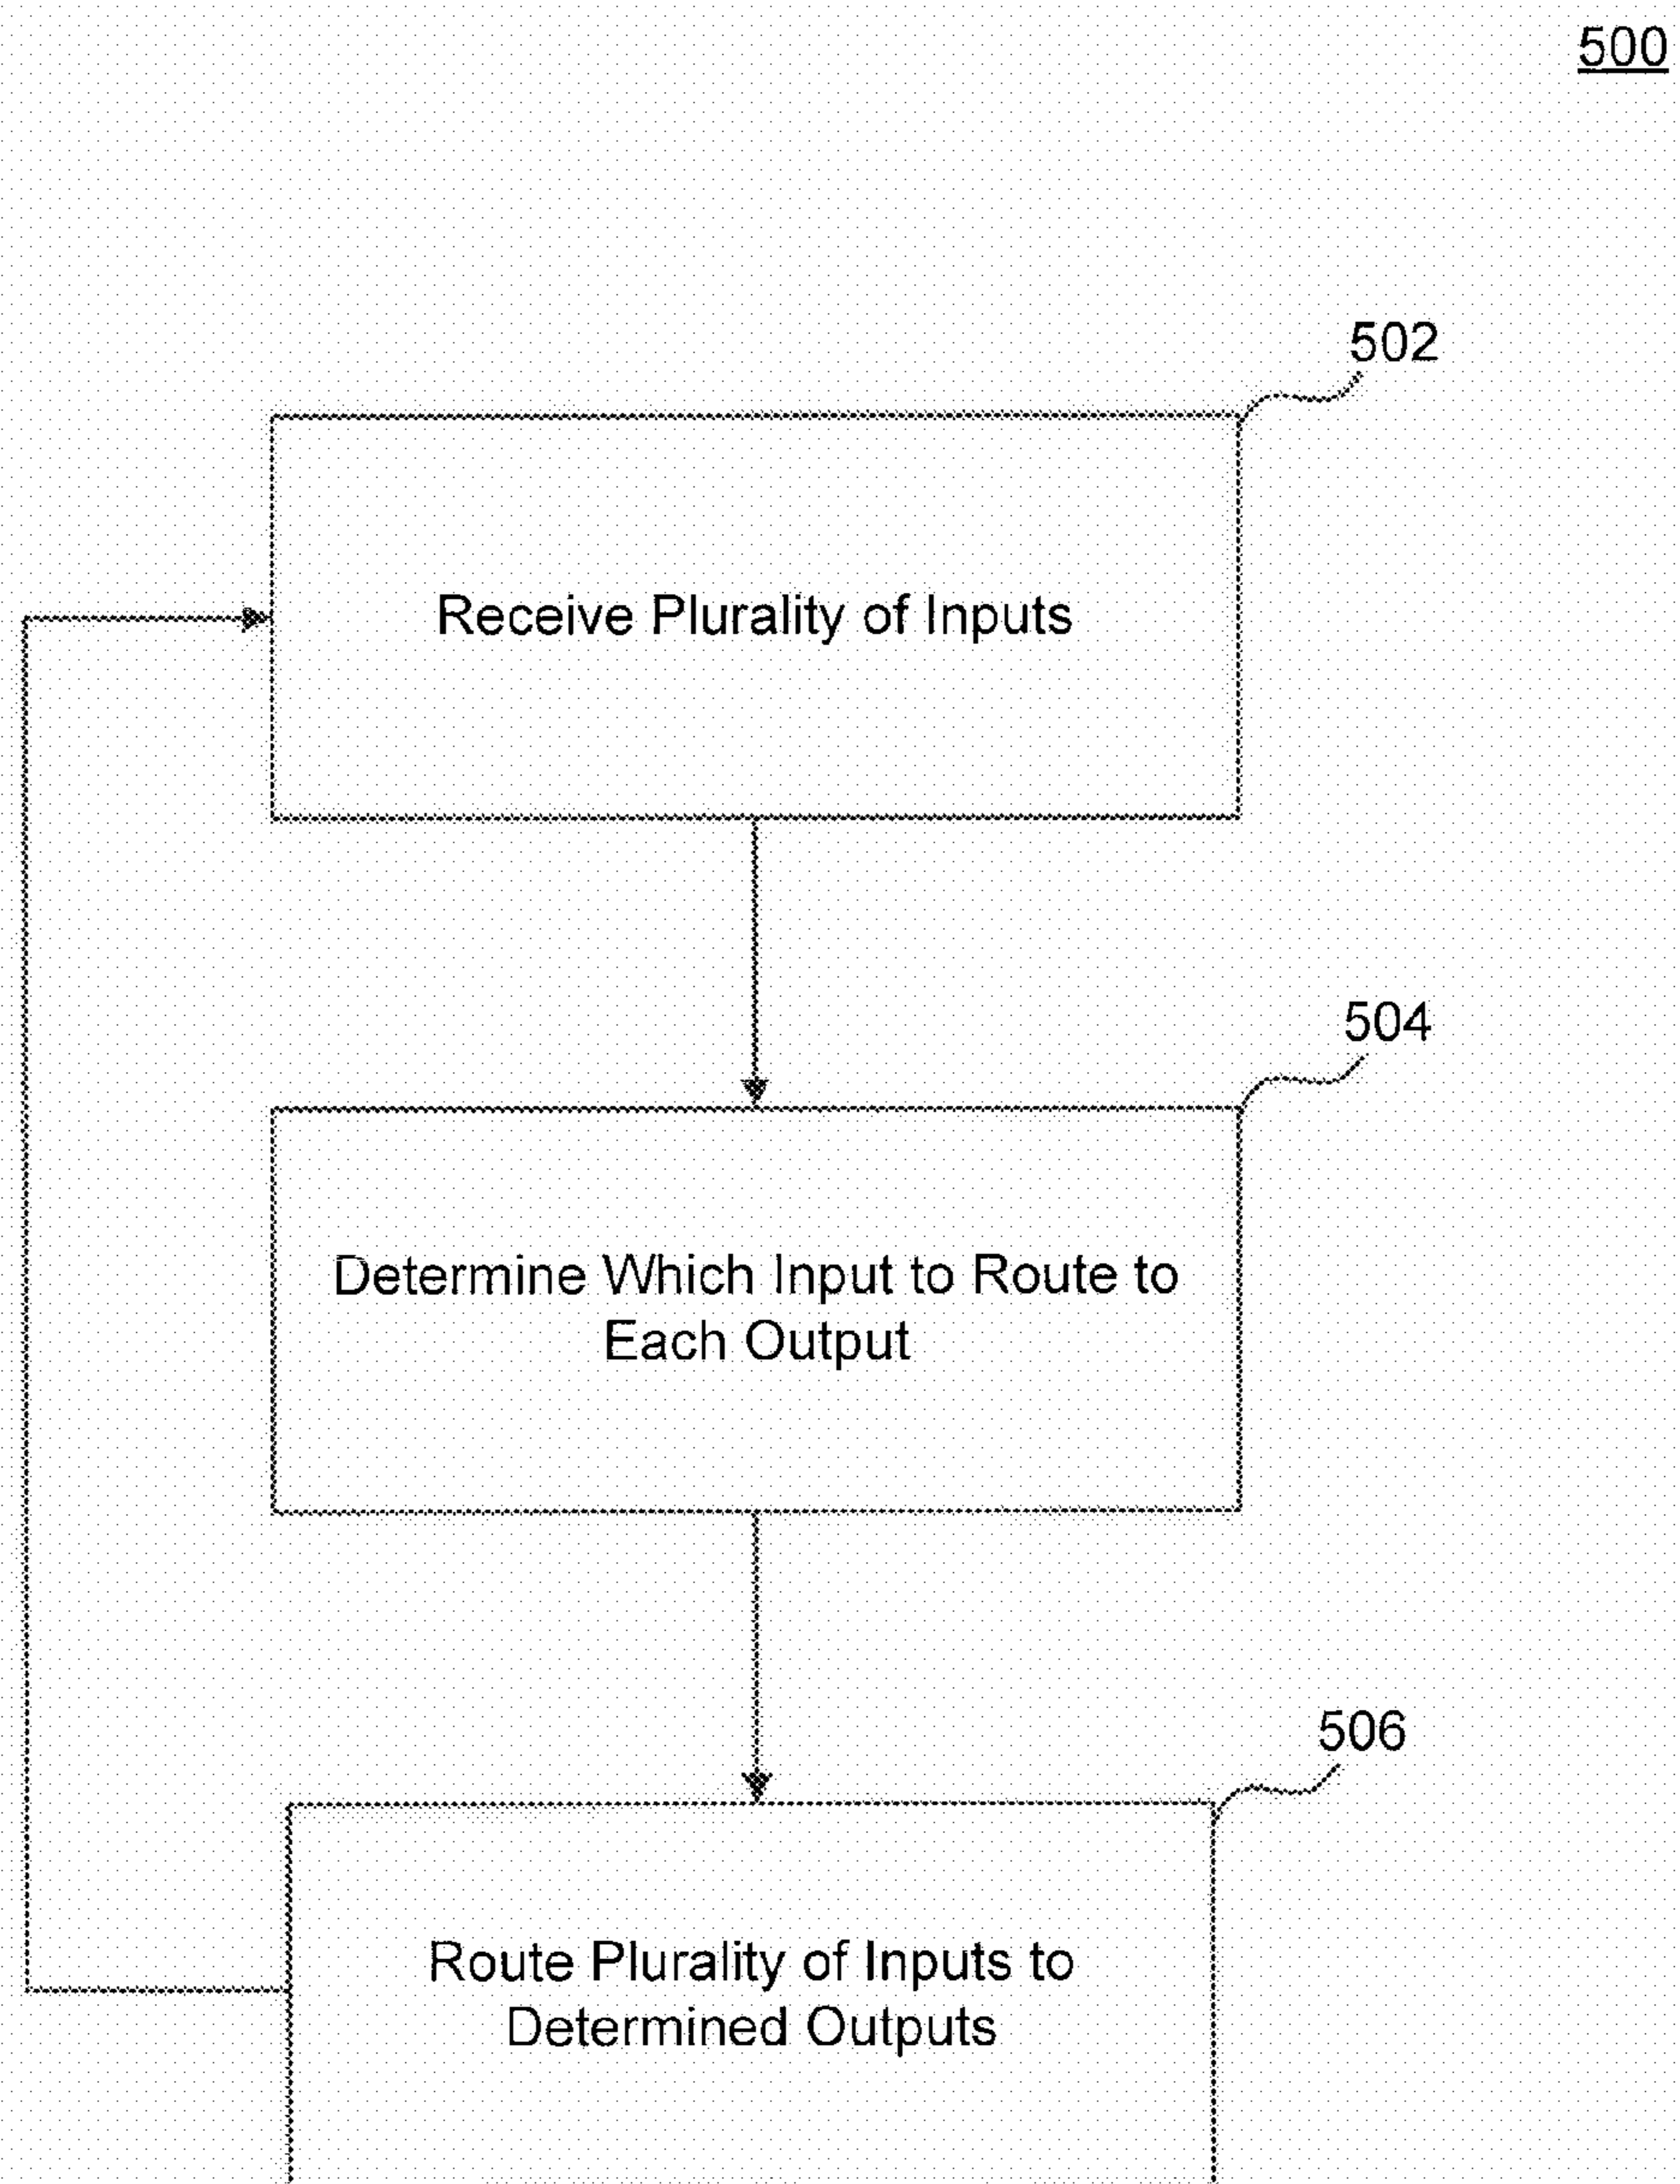 500
502
Receive Plurality of Inputs
504
Determine Which Input to Route to
Each Output
506
Route Plurality of Inputs to
Determined Outputs